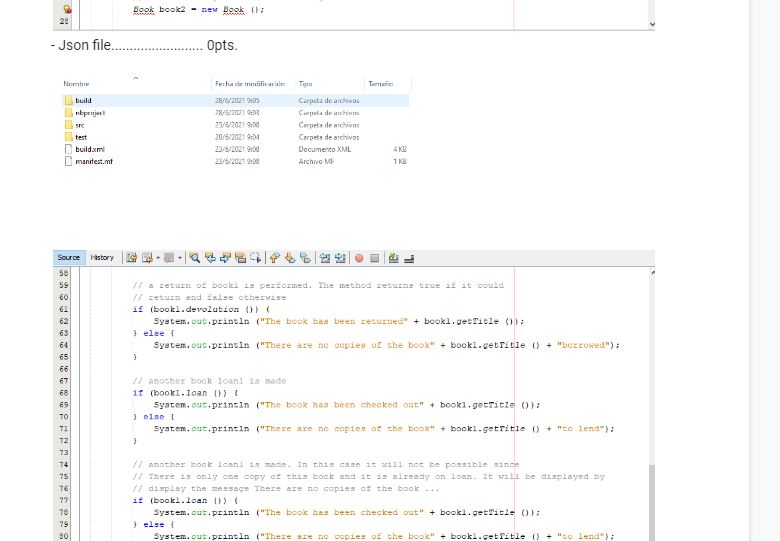 Book book2 = new Book ();
28
- Json file........................ 0pts.
Nombre Fecha de modificación Tipo Tamaño
build 28/6/2021 9:05 Carpeta de archivos
nbproject 28/6/2021 9:03 Carpeta de archivos
src 23/6/2021 9:08 Carpeta de archivos
test 28/6/2021 9:04 Carpeta de archivos
build.xml 23/6/2021 9:08 Documento XML 4 KB
manifest.mf 23/6/2021 9:08 Archivo MF 1 KB
Source History
58
59 // a return of book1 is performed. The method returns true if it could
60 // return and false otherwise
61 if (book1.devolution ()) {
62 System.out.println ("The book has been returned" + book1.getTitle ());
63 } else {
64 System.out.println ("There are no copies of the book" + book1.getTitle () + "borrowed");
65 }
66
67 // another book loan1 is made
68 if (book1.loan ()) {
69 System.out.println ("The book has been checked out" + book1.getTitle ());
70 } else {
71 System.out.println ("There are no copies of the book" + book1.getTitle () + "to lend");
72 }
73
74 // another book loan1 is made. In this case it will not be possible since
75 // There is only one copy of this book and it is already on loan. It will be displayed by
76 // display the message There are no copies of the book ...
77 if (book1.loan ()) {
78 System.out.println ("The book has been checked out" + book1.getTitle ());
79 } else {
80 System.out.println ("There are no copies of the book" + book1.getTitle () + "to lend");